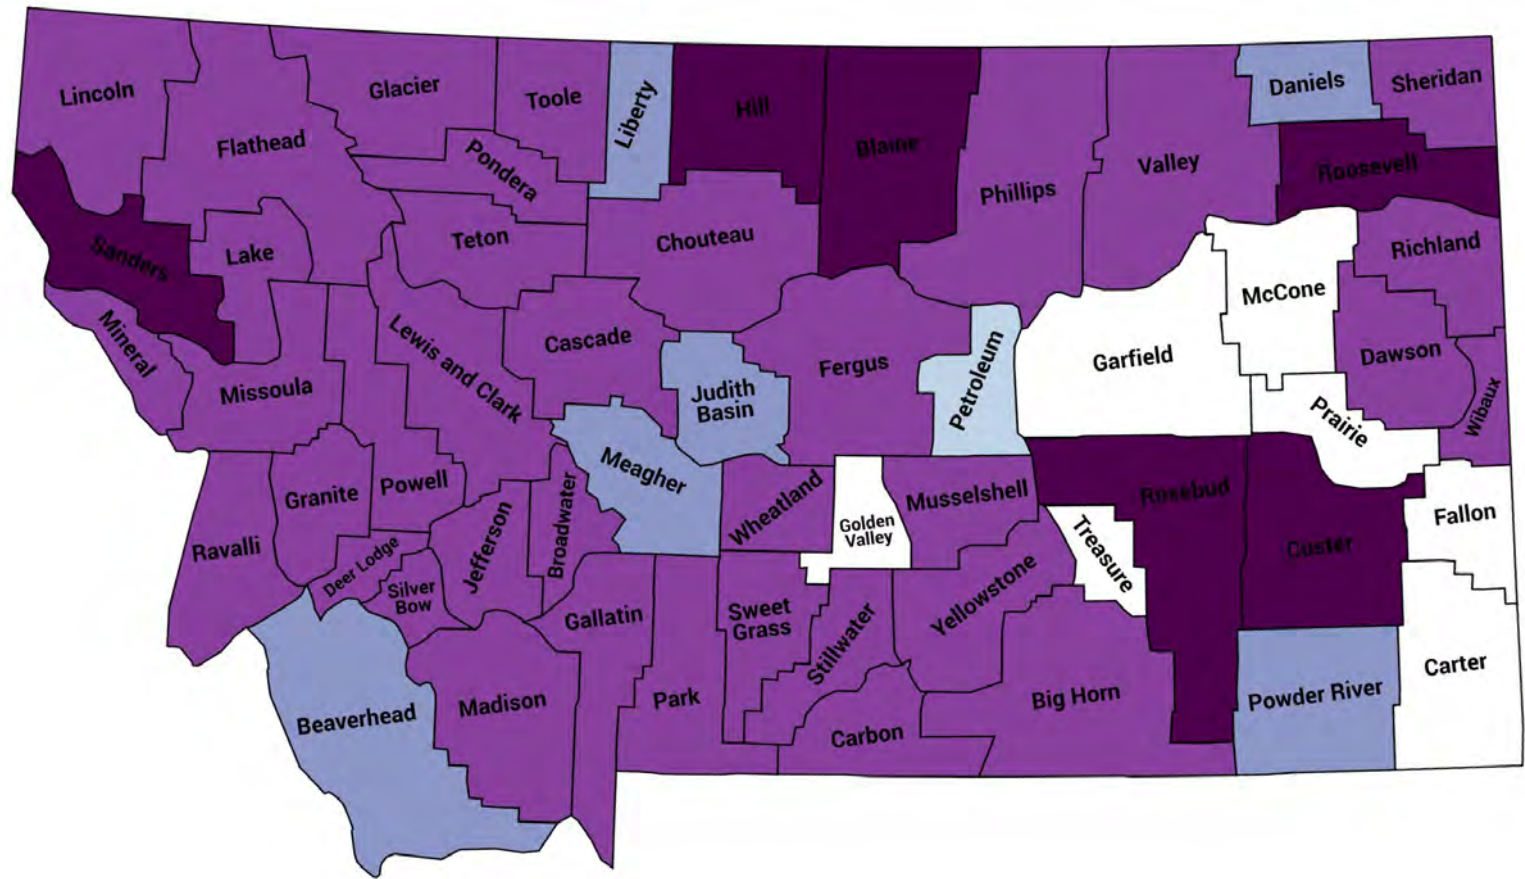 Lincoln
Flathead
Glacier
Toole
Liberty
Hill
Blaine
Phillips
Valley
Daniels
Sheridan
Roosevell
Pondera
Teton
Chouteau
Sanders
Lake
Richland
McCone
Mineral
Missoula
Lewis and Clark
Cascade
Judith
Basin
Fergus
Petroleum
Garfield
Dawson
Wibaux
Prairie
Meagher
Ravalli
Granite
Powell
Deer Lodge
Silver
Bow
Jefferson
Broadwater
Wheatland
Golden
Valley
Musselshell
Treasure
Rosebud
Custer
Fallon
Gallatin
Sweet
Grass
Stillwater
Yellowstone
Beaverhead
Madison
Park
Carbon
Big Horn
Powder River
Carter